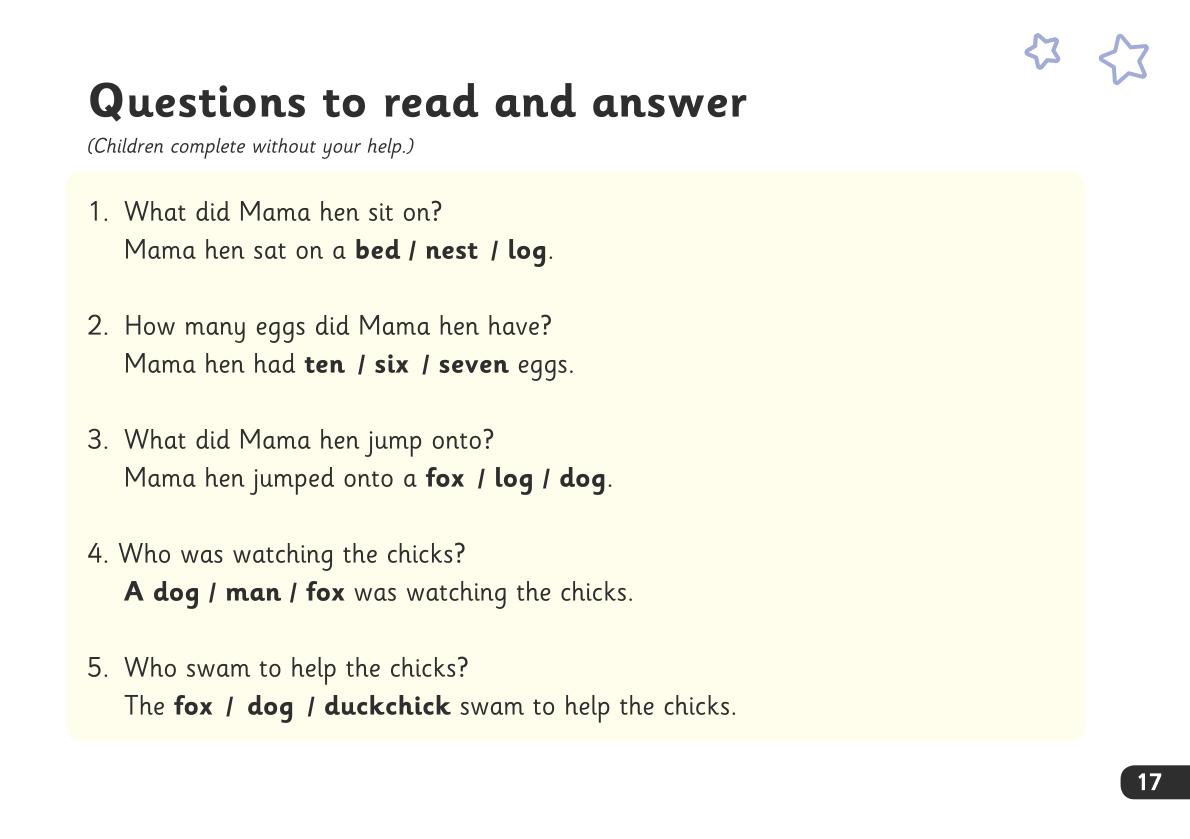 Questions to read and answer
(Children complete without your help.)
1. What did Mama hen sit on?
Mama hen sat on a bed / nest / log.
2. How many eggs did Mama hen have?
Mama hen had ten / six / seven eggs.
3. What did Mama hen jump onto?
Mama hen jumped onto a fox / log / dog.
4. Who was watching the chicks?
A dog / man / fox was watching the chicks.
5. Who swam to help the chicks?
The fox / dog / duckchick swam to help the chicks.
17